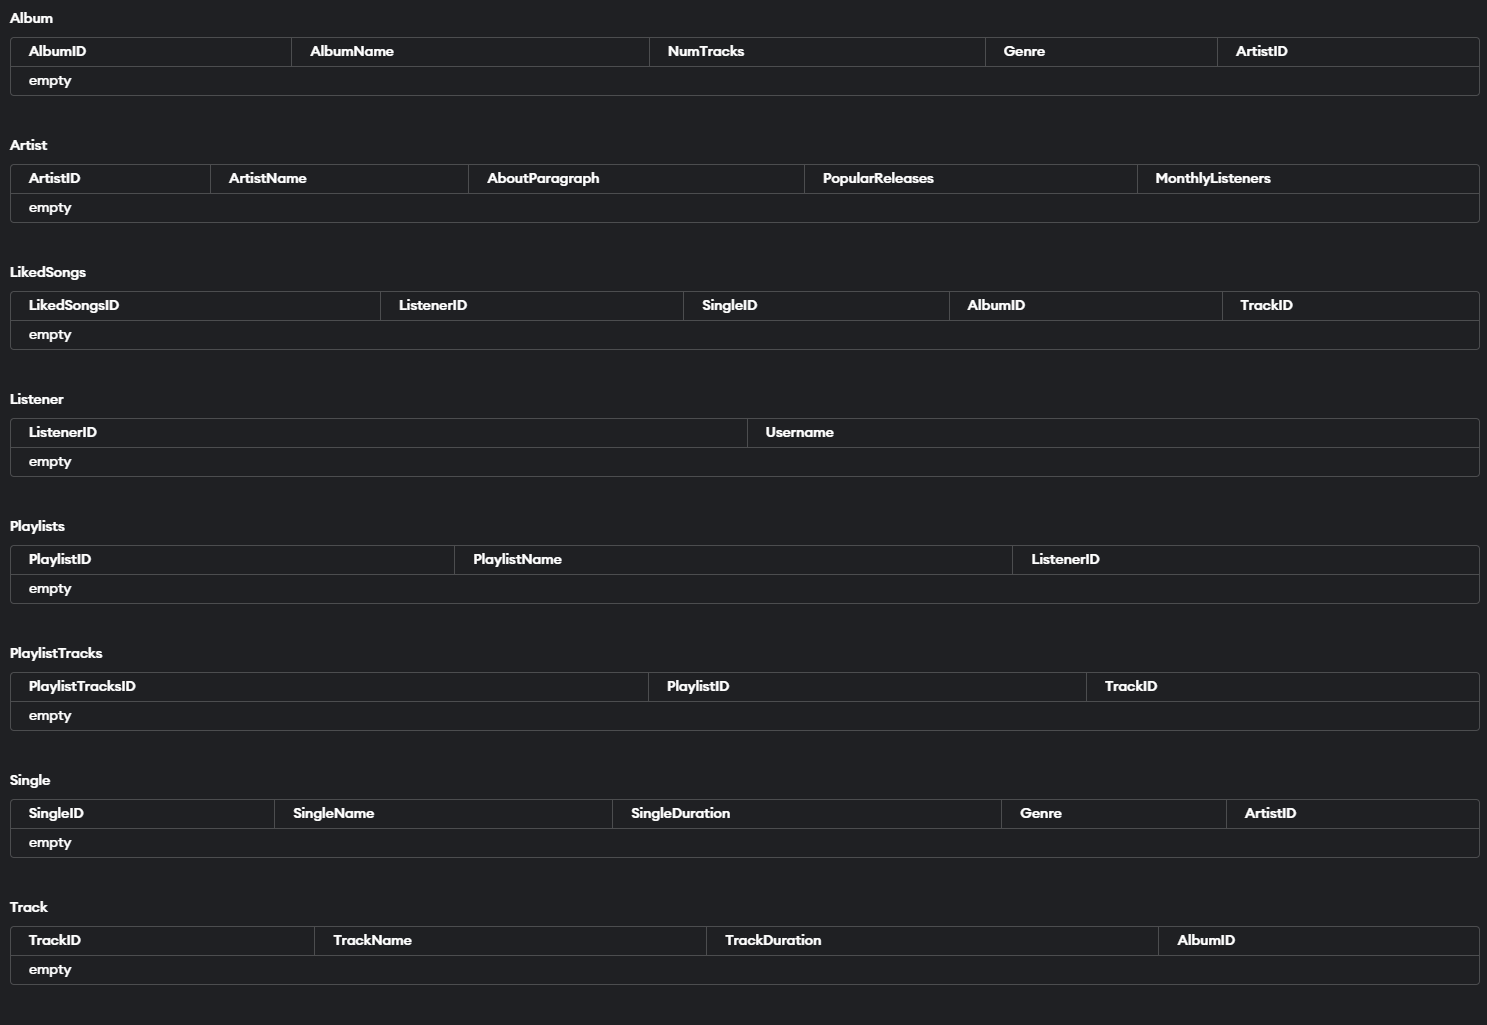 Album
AlbumID AlbumName NumTracks Genre ArtistID
empty
Artist
ArtistID ArtistName AboutParagraph PopularReleases MonthlyListeners
empty
LikedSongs
LikedSongsID ListenerID SingleID AlbumID TrackID
empty
Listener
ListenerID Username
empty
Playlists
PlaylistID PlaylistName ListenerID
empty
PlaylistTracks
PlaylistTracksID PlaylistID TrackID
empty
Single
SingleID SingleName SingleDuration Genre ArtistID
empty
Track
TrackID TrackName TrackDuration AlbumID
empty